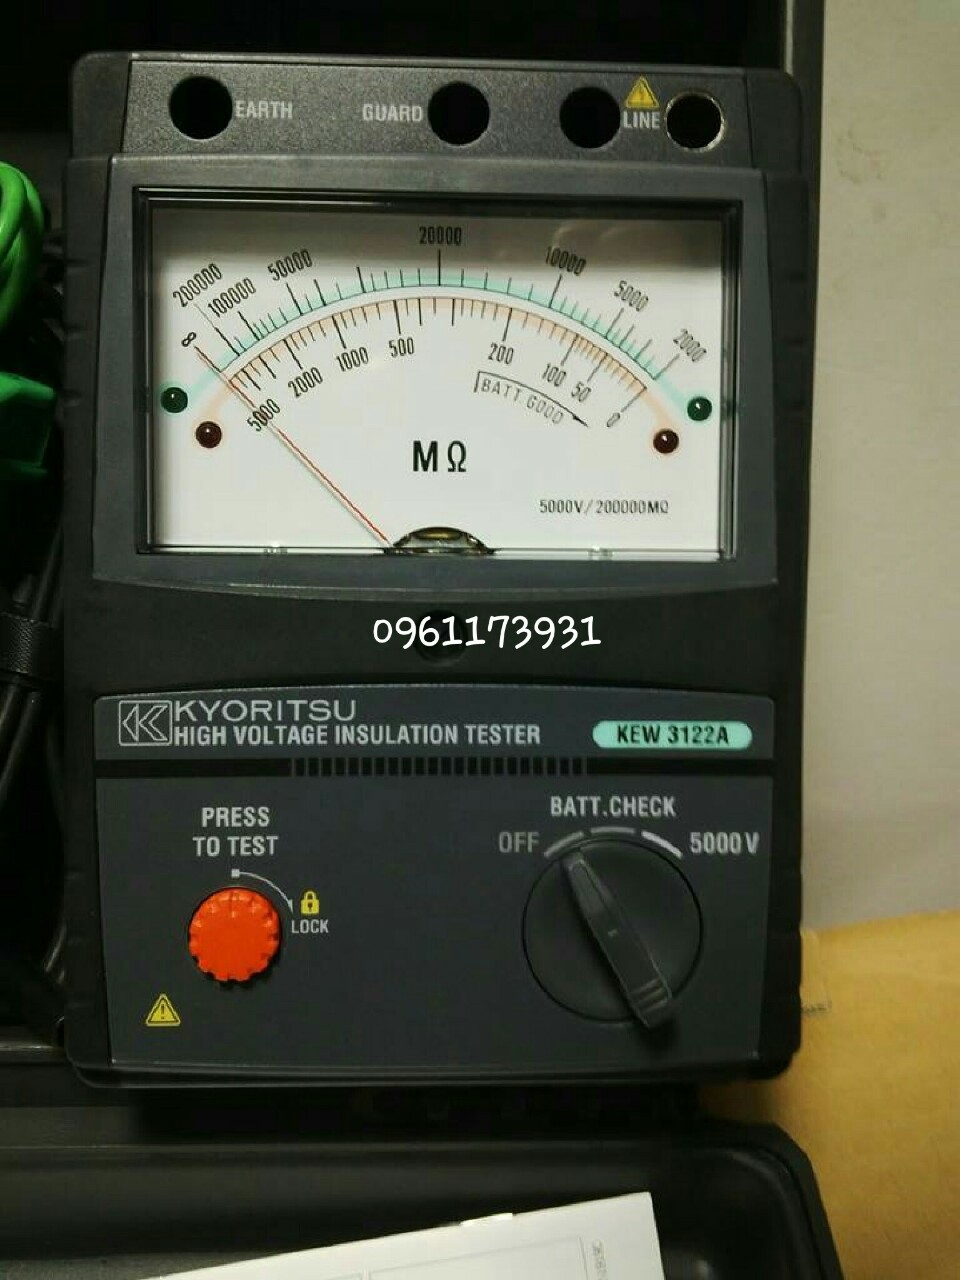 EARTH GUARD LINE
20000
200000 100000 50000 10000 5000 2000
∞ 5000 2000 1000 500 200 100 50 0
BATT.GOOD
MΩ
5000V/200000MΩ
0961173931
KYORITSU
HIGH VOLTAGE INSULATION TESTER KEW 3122A
PRESS
TO TEST
LOCK
BATT.CHECK
OFF 5000V